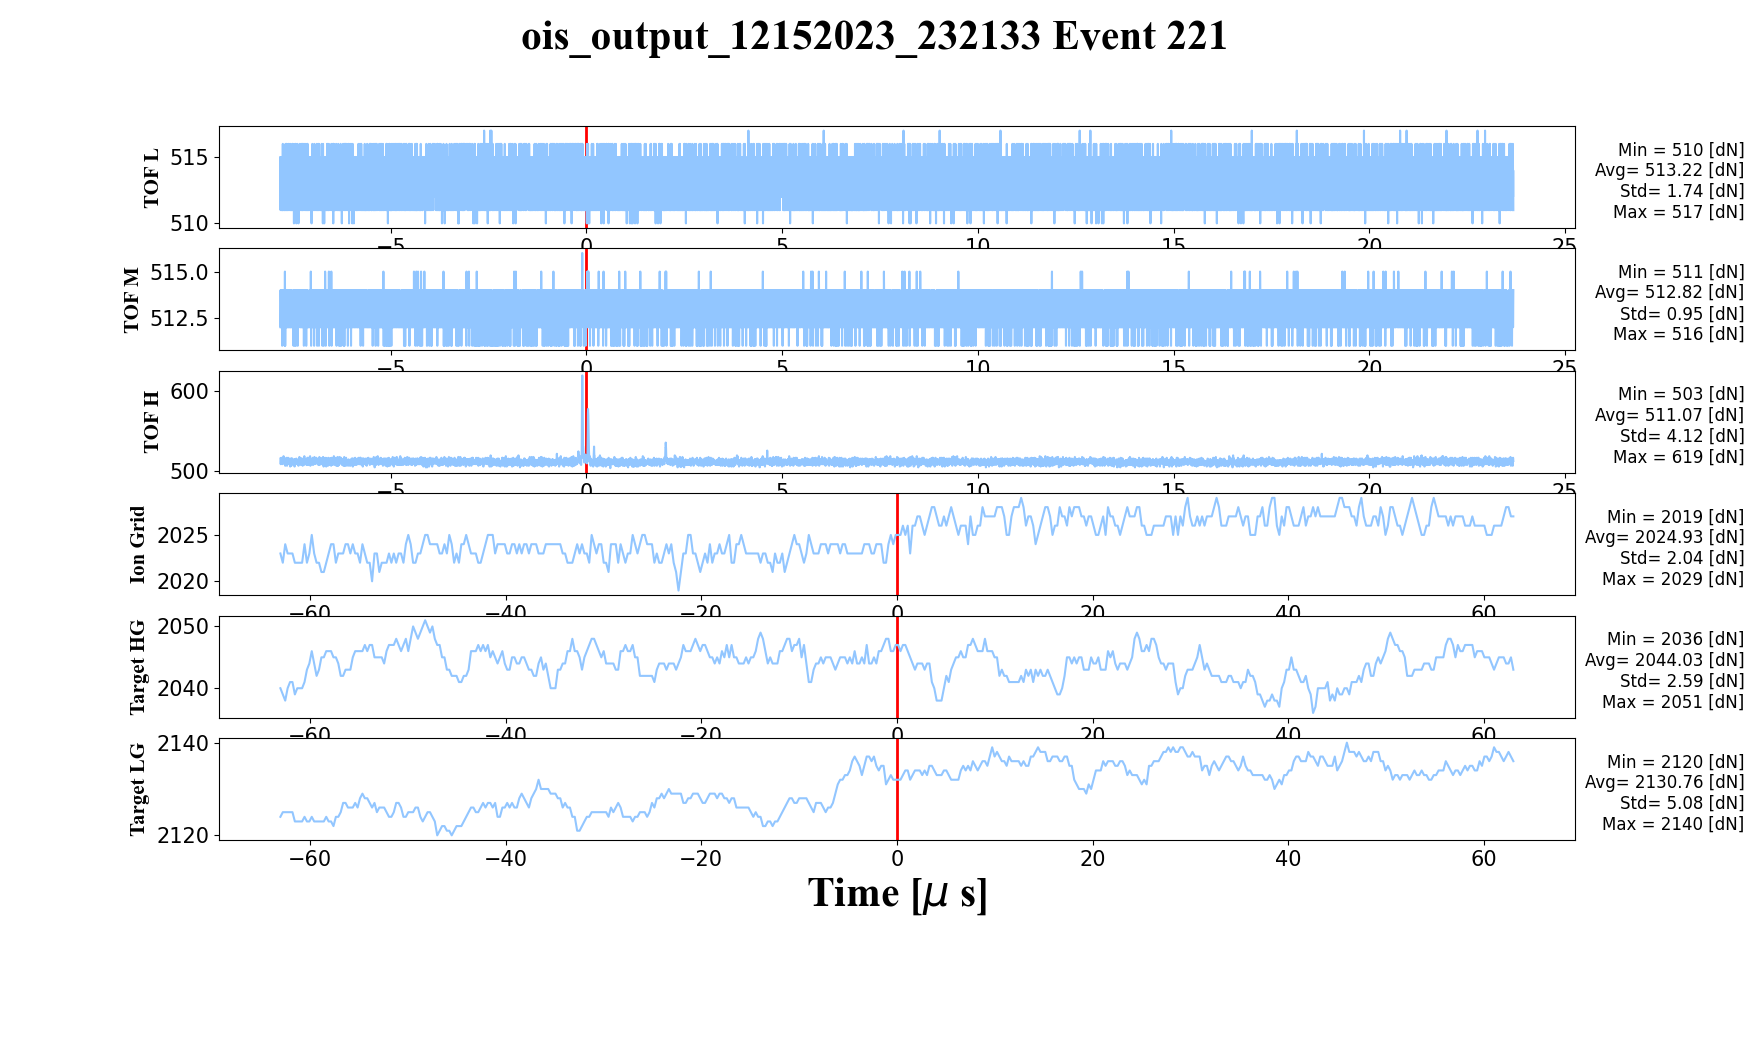 ois_output_12152023_232133 Event 221
TOF L
515
510
Min = 510 [dN]
Avg= 513.22 [dN]
Std= 1.74 [dN]
Max = 517 [dN]
−5 0 5 10 15 20 25
TOF M
515.0
512.5
Min = 511 [dN]
Avg= 512.82 [dN]
Std= 0.95 [dN]
Max = 516 [dN]
−5 0 5 10 15 20 25
TOF H
600
500
Min = 503 [dN]
Avg= 511.07 [dN]
Std= 4.12 [dN]
Max = 619 [dN]
−5 0 5 10 15 20 25
Ion Grid
2025
2020
Min = 2019 [dN]
Avg= 2024.93 [dN]
Std= 2.04 [dN]
Max = 2029 [dN]
−60 −40 −20 0 20 40 60
Target HG
2050
2040
Min = 2036 [dN]
Avg= 2044.03 [dN]
Std= 2.59 [dN]
Max = 2051 [dN]
−60 −40 −20 0 20 40 60
Target LG
2140
2120
Min = 2120 [dN]
Avg= 2130.76 [dN]
Std= 5.08 [dN]
Max = 2140 [dN]
−60 −40 −20 0 20 40 60
Time [μ s]